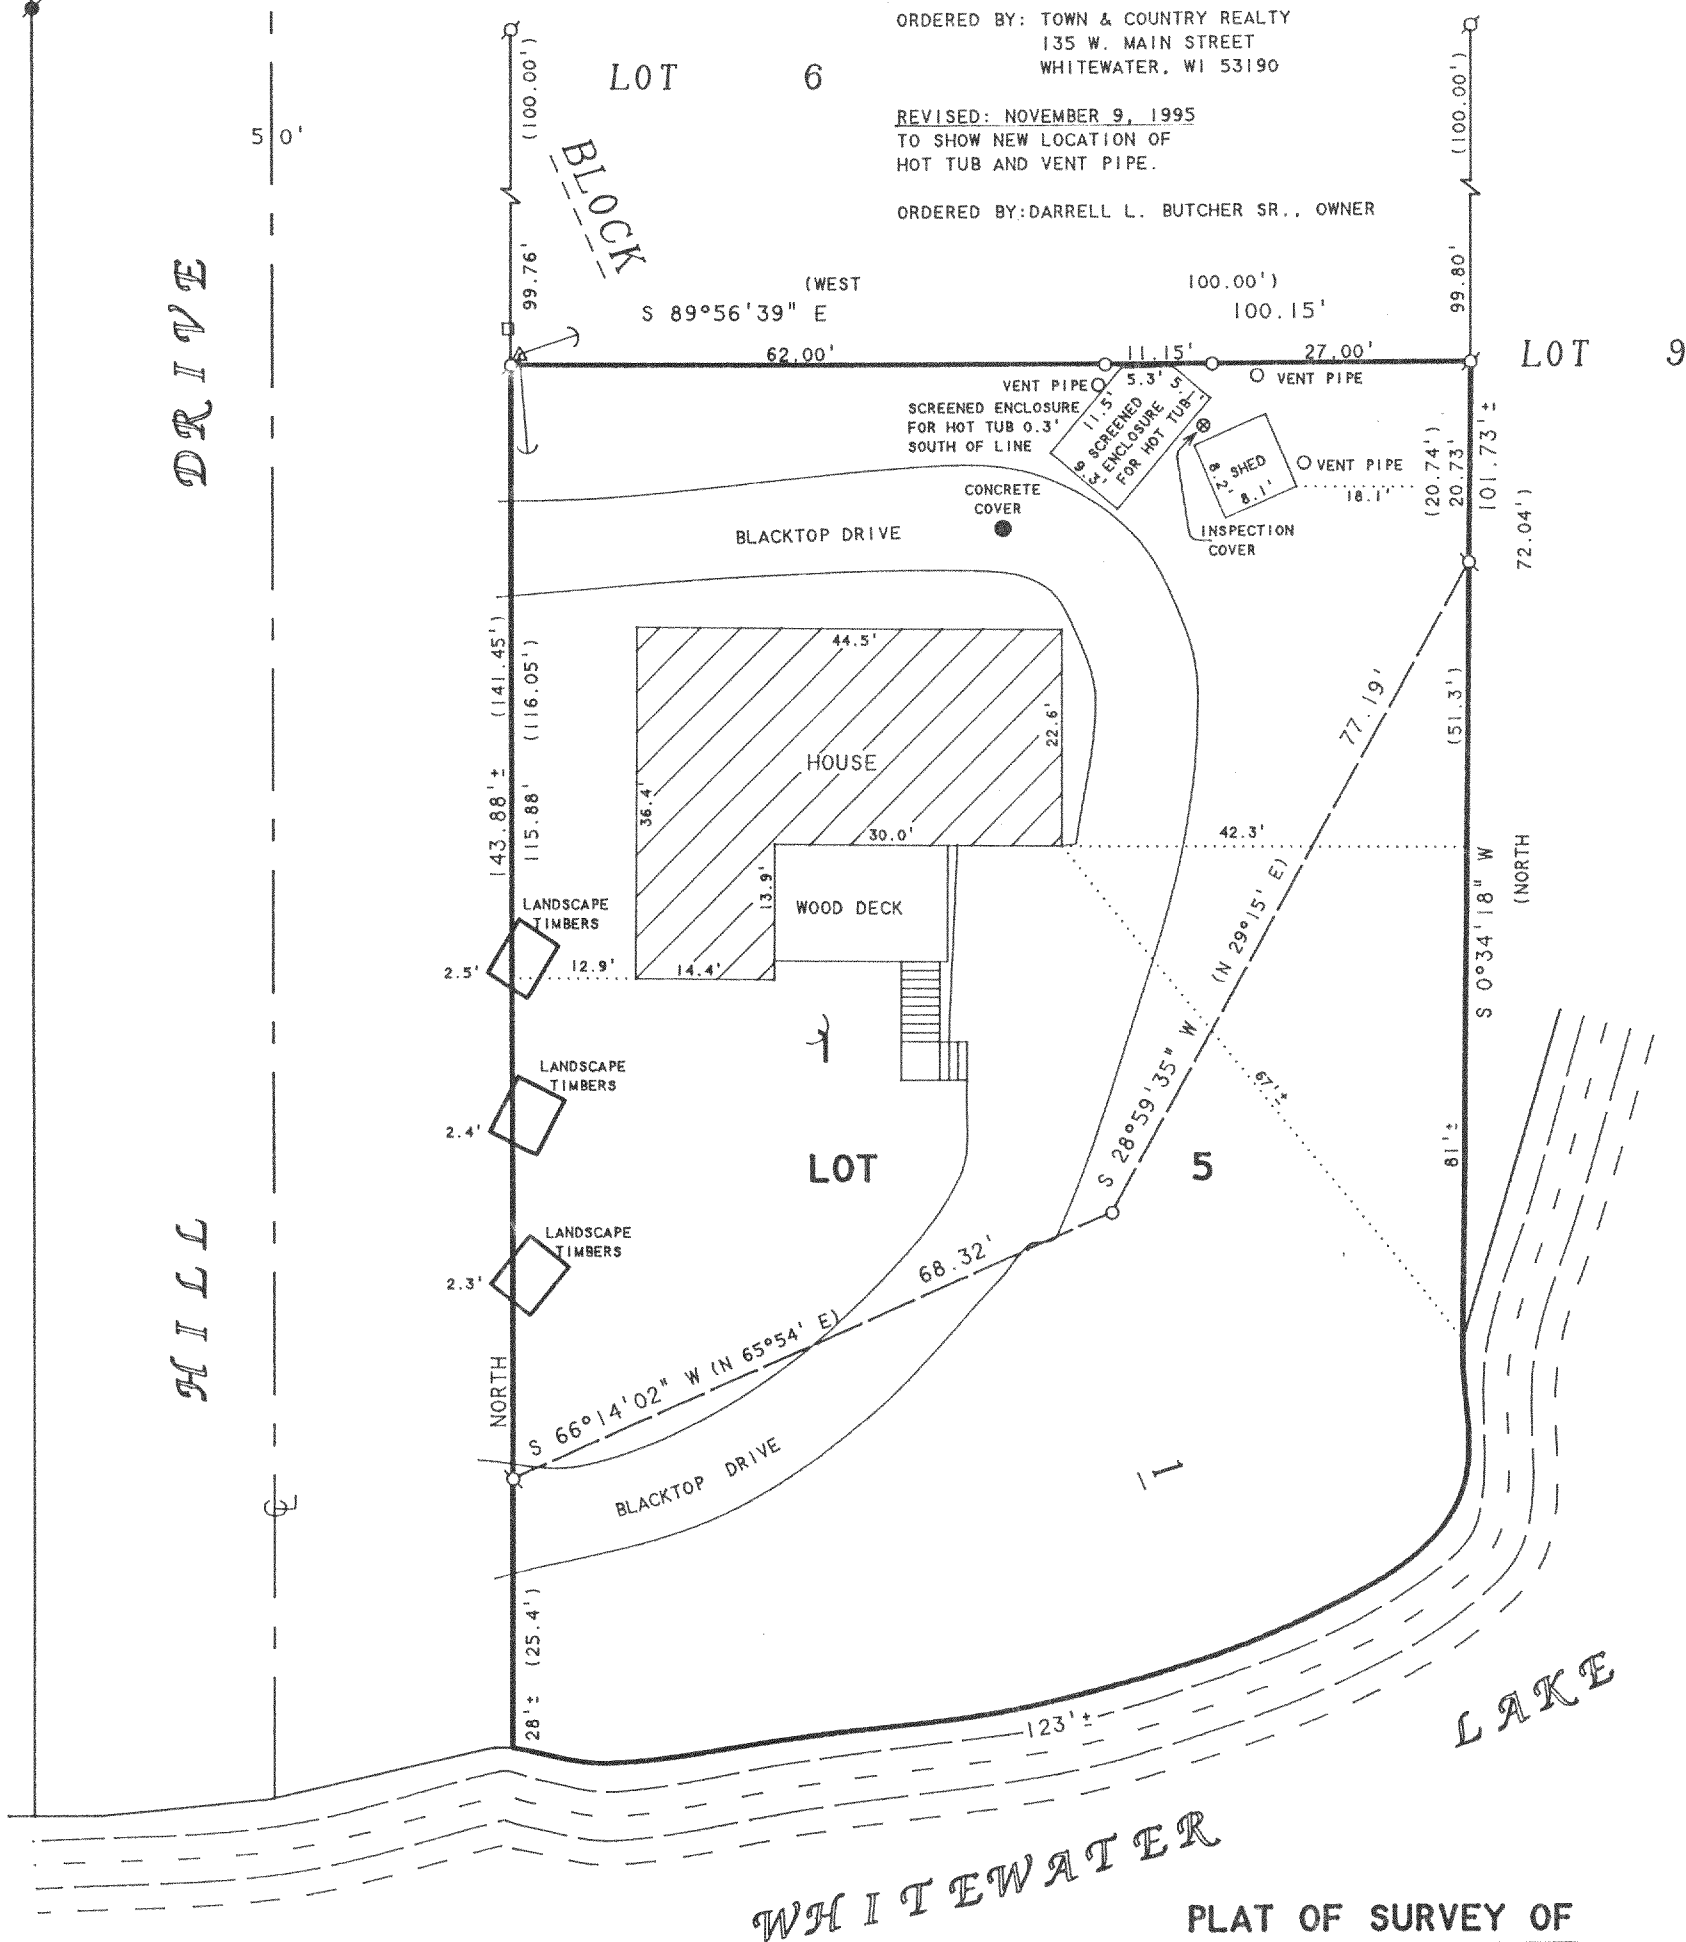 ORDERED BY: TOWN & COUNTRY REALTY
135 W. MAIN STREET
WHITEWATER, WI 53190
REVISED: NOVEMBER 9, 1995
TO SHOW NEW LOCATION OF
HOT TUB AND VENT PIPE.
ORDERED BY: DARRELL L. BUTCHER SR., OWNER
LOT 6
BLOCK
50'
(100.00')
(100.00')
99.76'
99.80'
(WEST 100.00')
S 89°56'39" E 100.15'
62.00' 11.15' 27.00'
LOT 9
VENT PIPE
VENT PIPE
5.3'
5.1'
11.5'
9.3'
SCREENED
ENCLOSURE
FOR HOT TUB
SCREENED ENCLOSURE
FOR HOT TUB 0.3'
SOUTH OF LINE
SHED
8.2'
8.1'
VENT PIPE
18.1'
INSPECTION
COVER
CONCRETE
COVER
BLACKTOP DRIVE
(20.74')
20.73'
101.73'±
72.04')
HILL DRIVE
(141.45')
(116.05')
143.88'±
115.88'
44.5'
22.6'
HOUSE
36.4'
30.0'
13.9'
WOOD DECK
14.4'
12.9'
42.3'
77.19'
(51.3')
S 0°34'18" W
(NORTH
(N 29°15' E)
S 28°59'35" W
67'±
81'±
LANDSCAPE
TIMBERS
2.5'
LANDSCAPE
TIMBERS
2.4'
LANDSCAPE
TIMBERS
2.3'
1
LOT 5
68.32'
S 66°14'02" W (N 65°54' E)
NORTH
BLACKTOP DRIVE
1
28'± (25.4')
123'±
WHITEWATER LAKE
PLAT OF SURVEY OF